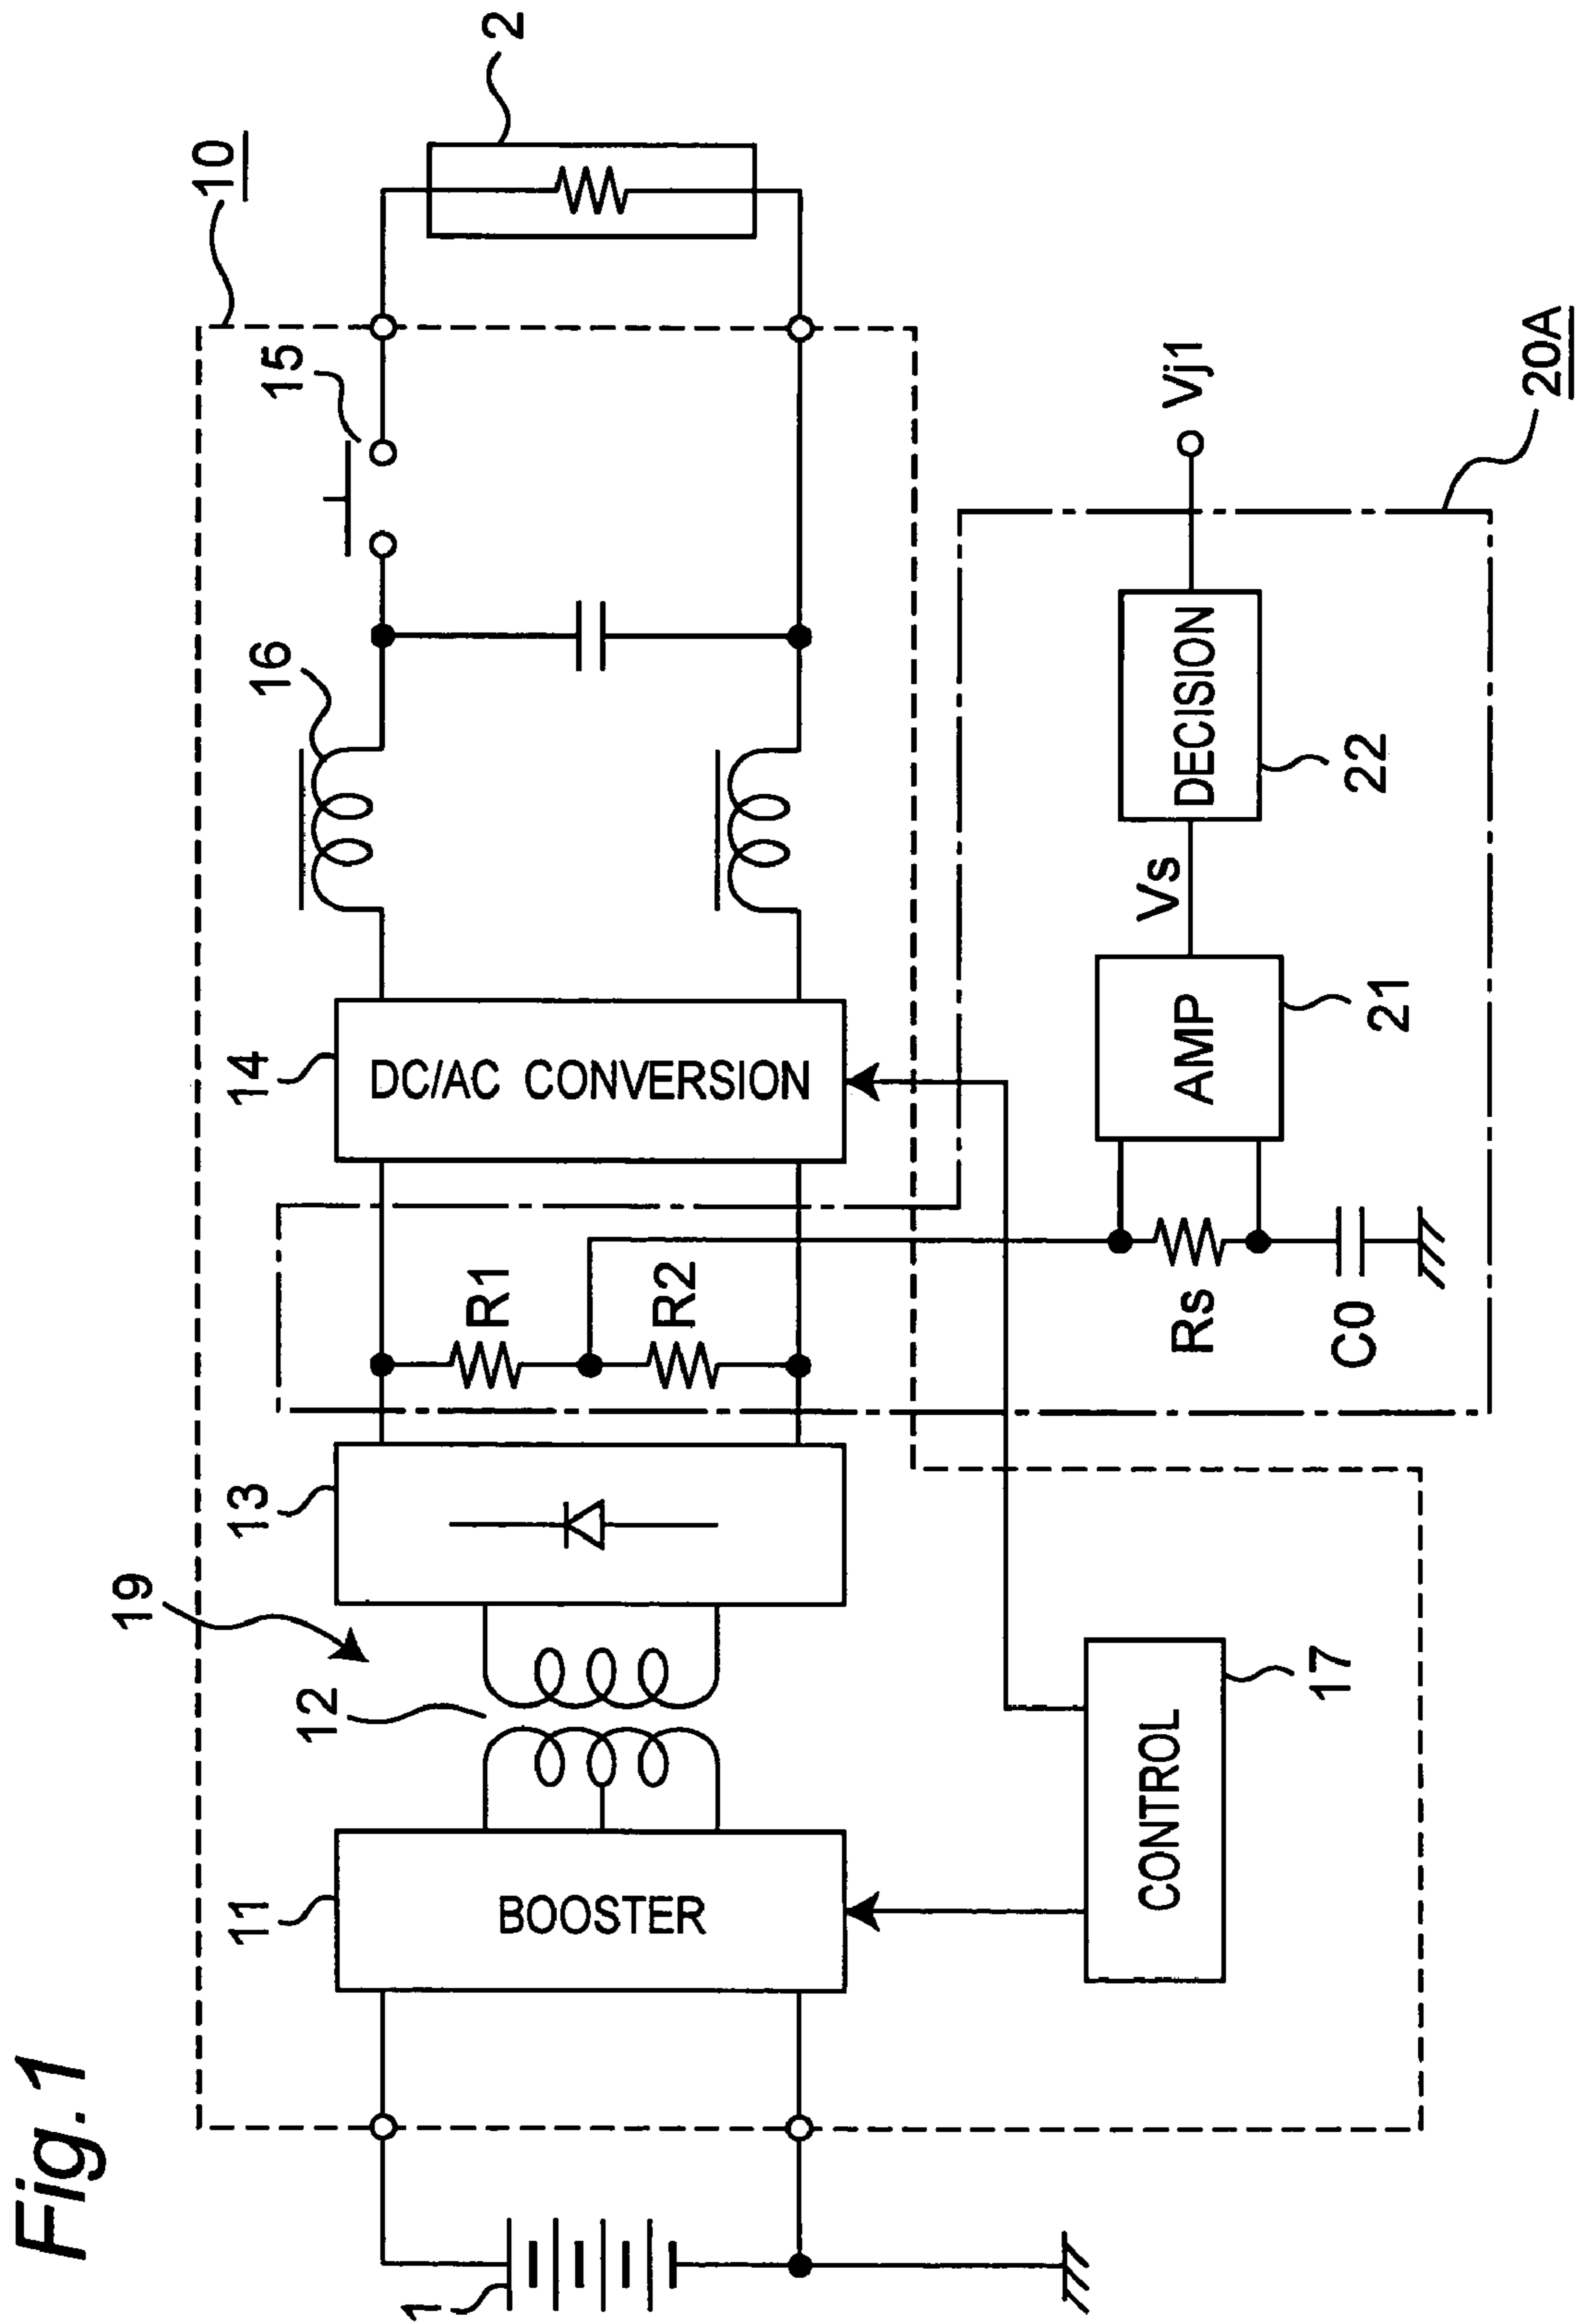 Fig. 1
10
19
1
11
BOOSTER
12
13
R1
R2
14
DC/AC CONVERSION
16
15
2
CONTROL
17
Rs
C0
AMP
21
Vs
DECISION
22
Vj1
20A